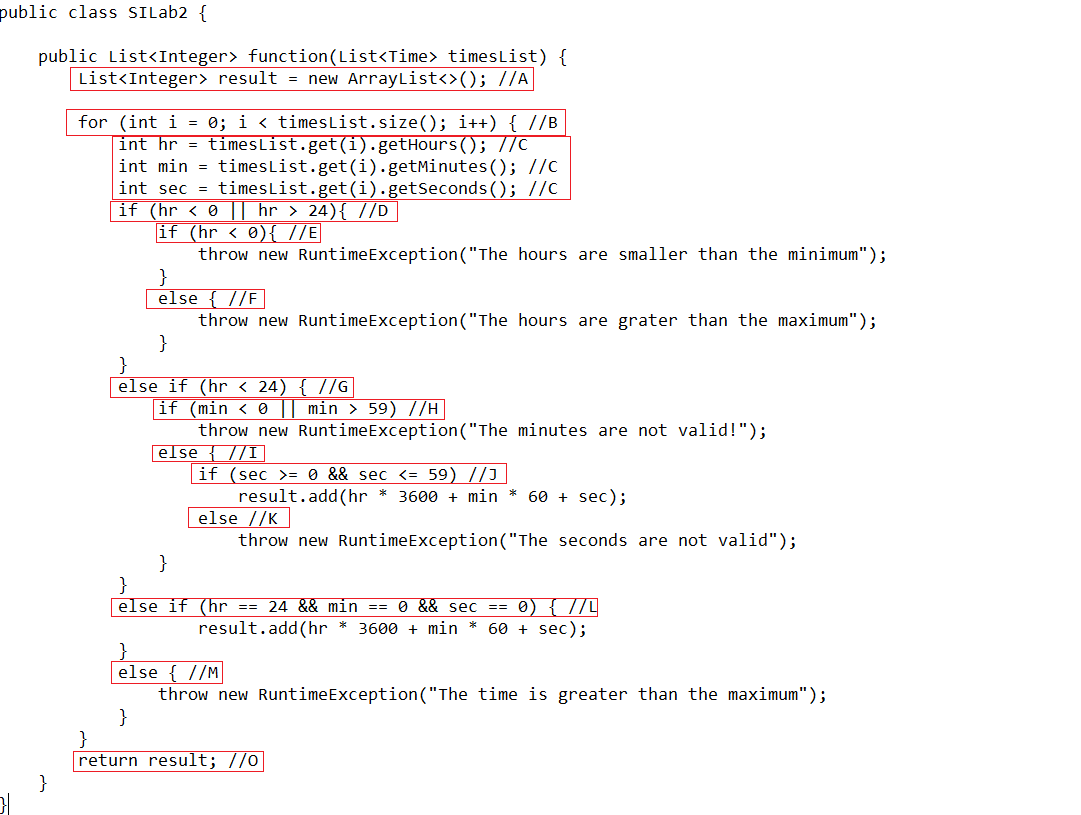 public class SILab2 {
public List<Integer> function(List<Time> timesList) {
List<Integer> result = new ArrayList<>(); //A
for (int i = 0; i < timesList.size(); i++) { //B
int hr = timesList.get(i).getHours(); //C
int min = timesList.get(i).getMinutes(); //C
int sec = timesList.get(i).getSeconds(); //C
if (hr < 0 || hr > 24){ //D
if (hr < 0){ //E
throw new RuntimeException("The hours are smaller than the minimum");
}
else { //F
throw new RuntimeException("The hours are grater than the maximum");
}
}
else if (hr < 24) { //G
if (min < 0 || min > 59) //H
throw new RuntimeException("The minutes are not valid!");
else { //I
if (sec >= 0 && sec <= 59) //J
result.add(hr * 3600 + min * 60 + sec);
else //K
throw new RuntimeException("The seconds are not valid");
}
}
else if (hr == 24 && min == 0 && sec == 0) { //L
result.add(hr * 3600 + min * 60 + sec);
}
else { //M
throw new RuntimeException("The time is greater than the maximum");
}
}
return result; //O
}
}